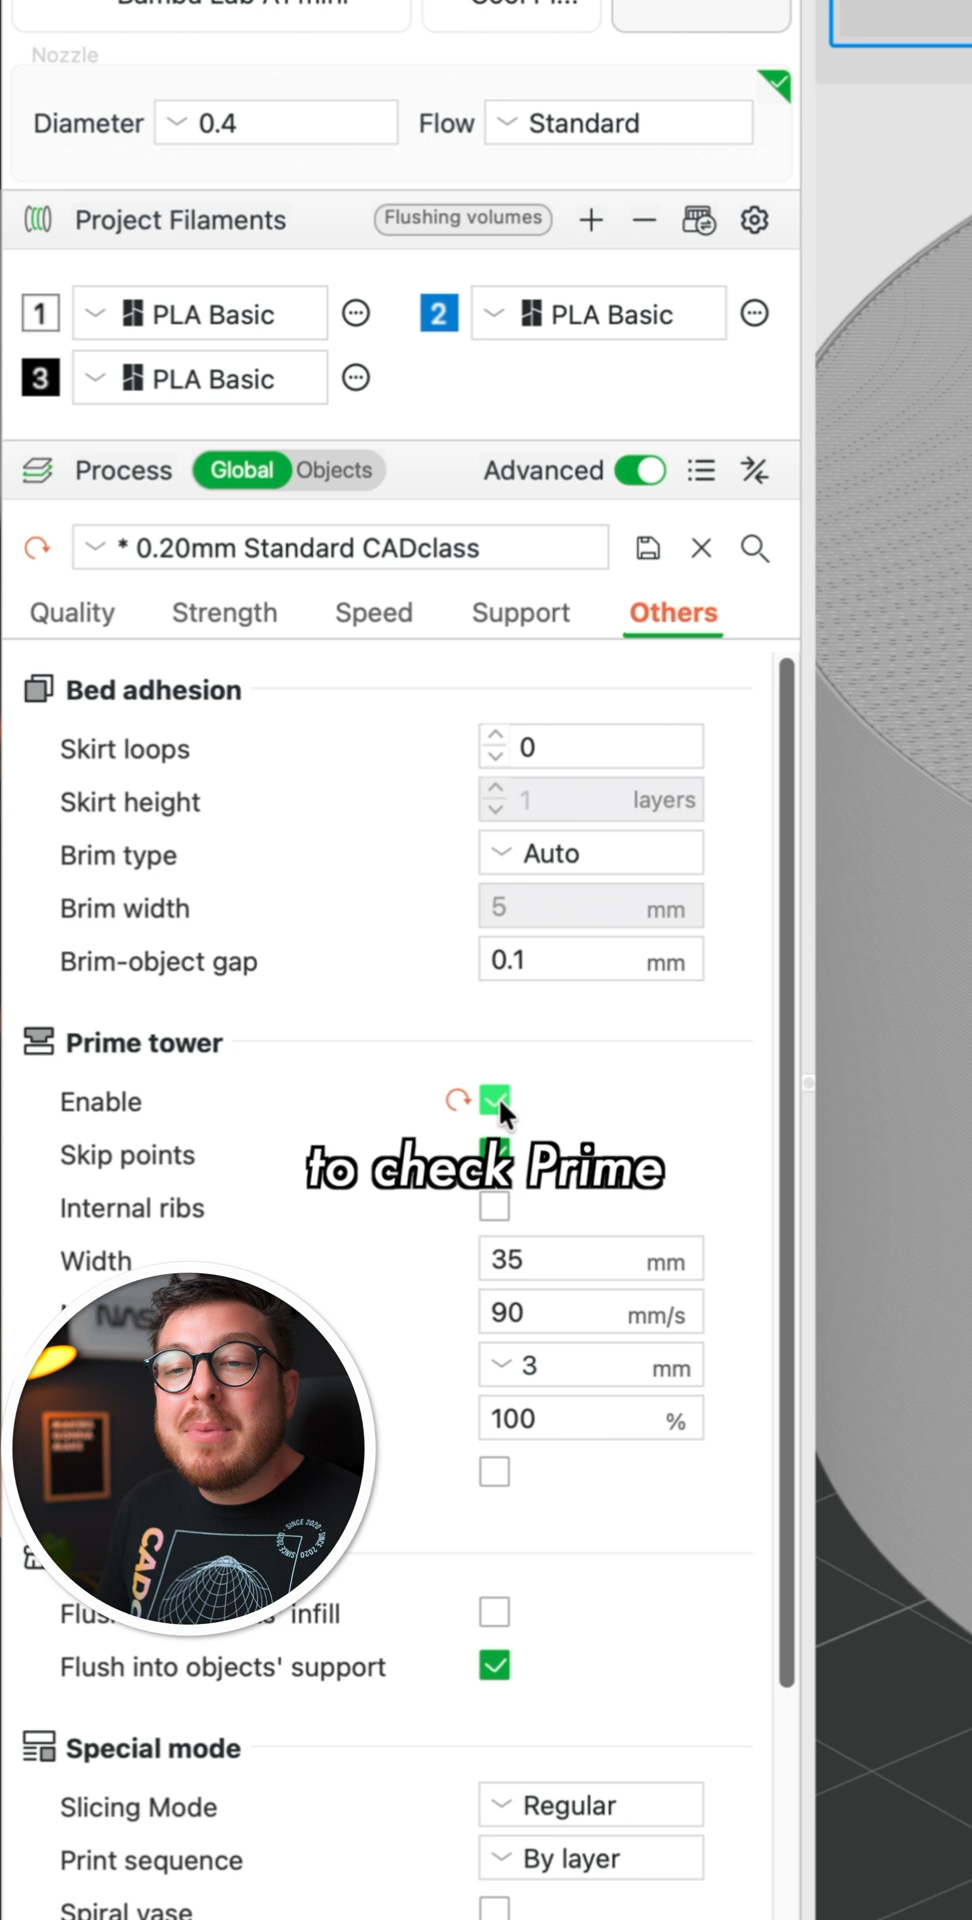 Nozzle
Diameter 0.4 Flow Standard
Project Filaments Flushing volumes
1 PLA Basic 2 PLA Basic
3 PLA Basic
Process Global Objects Advanced
* 0.20mm Standard CADclass
Quality Strength Speed Support Others
Bed adhesion
Skirt loops 0
Skirt height 1 layers
Brim type Auto
Brim width 5 mm
Brim-object gap 0.1 mm
Prime tower
Enable
Skip points
to check Prime
Internal ribs
Width 35 mm
90 mm/s
3 mm
100 %
infill
Flush into objects' support
Special mode
Slicing Mode Regular
Print sequence By layer
Spiral vase